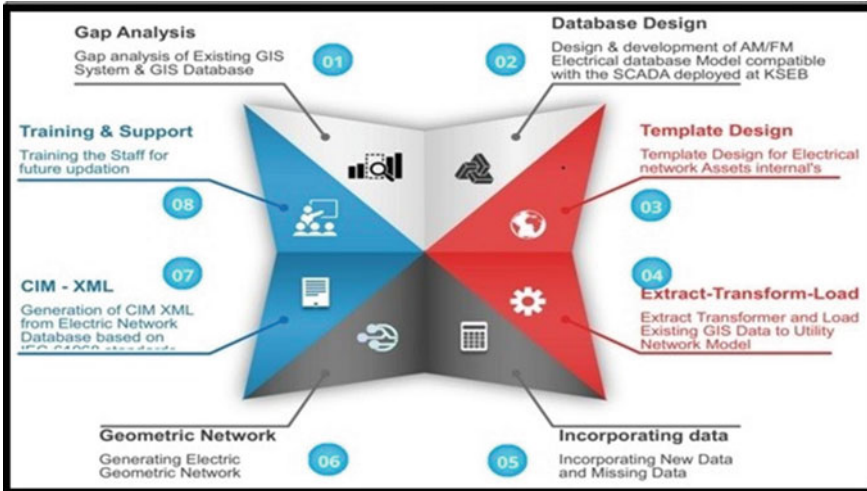 Gap Analysis
Gap analysis of Existing GIS
System & GIS Database
01
02
Database Design
Design & development of AM/FM
Electrical database Model compatible
with the SCADA deployed at KSEB
03
Template Design
Template Design for Electrical
network Assets internal's
04
Extract-Transform-Load
Extract Transformer and Load
Existing GIS Data to Utility
Network Model
05
Incorporating data
Incorporating New Data
and Missing Data
06
Geometric Network
Generating Electric
Geometric Network
07
CIM - XML
Generation of CIM XML
from Electric Network
Database based on
standards
08
Training & Support
Training the Staff for
future updation